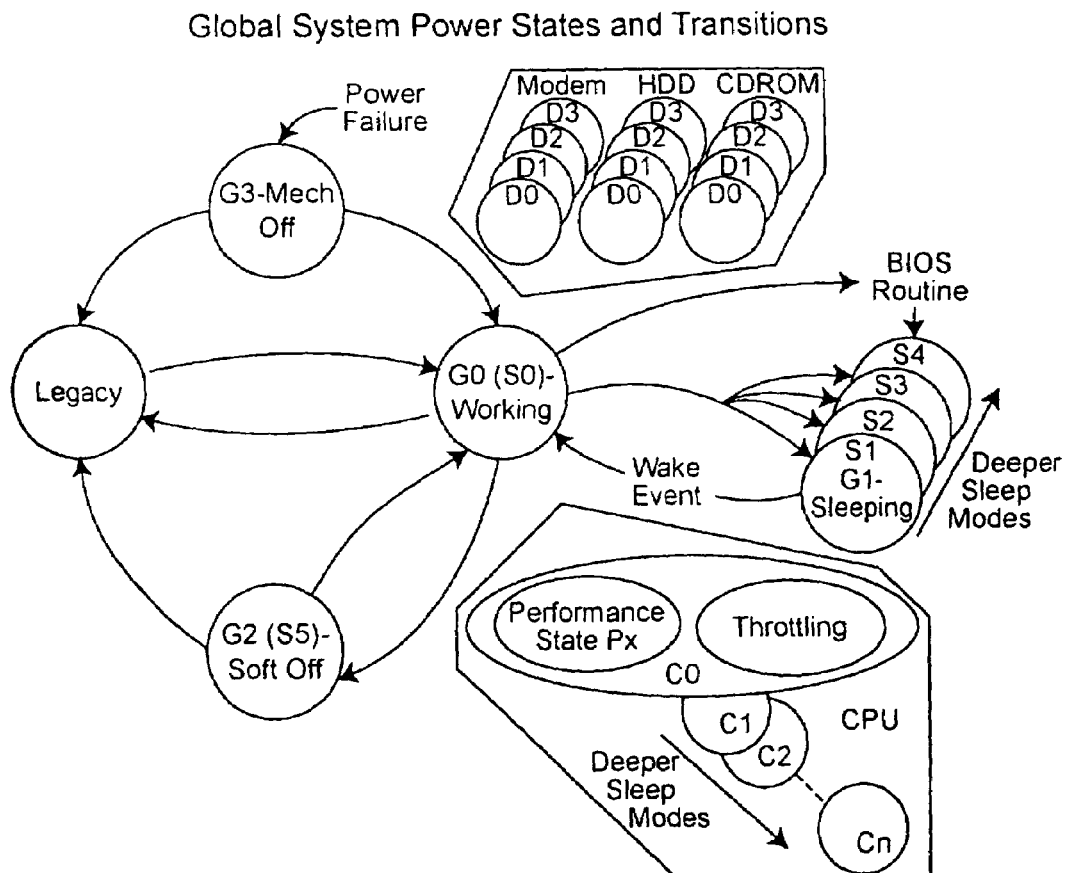 Global System Power States and Transitions
Power
Failure
Modem
HDD
CDROM
D3
D2
D1
D0
D3
D2
D1
D0
D3
D2
D1
D0
G3-Mech
Off
BIOS
Routine
Legacy
G0 (S0)-
Working
S4
S3
S2
S1
G1-
Sleeping
Deeper
Sleep
Modes
Wake
Event
G2 (S5)-
Soft Off
Performance
State Px
Throttling
C0
C1
C2
Cn
CPU
Deeper
Sleep
Modes